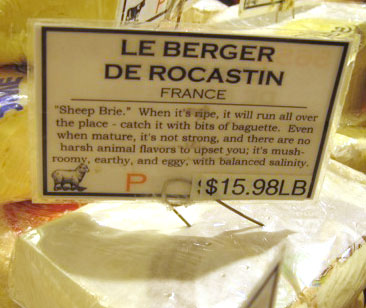 LE BERGER
DE ROCASTIN
FRANCE
"Sheep Brie." When it's ripe, it will run all over
the place - catch it with bits of baguette. Even
when mature, it's not strong, and there are no
harsh animal flavors to upset you; it's mush-
roomy, earthy, and eggy, with balanced salinity.
P $15.98LB